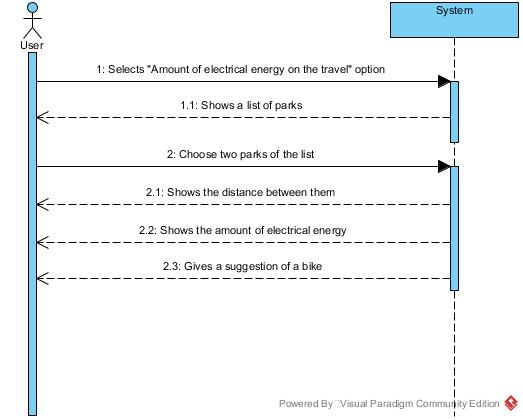 System
User
1: Selects "Amount of electrical energy on the travel" option
1.1: Shows a list of parks
2: Choose two parks of the list
2.1: Shows the distance between them
2.2: Shows the amount of electrical energy
2.3: Gives a suggestion of a bike
Powered By Visual Paradigm Community Edition